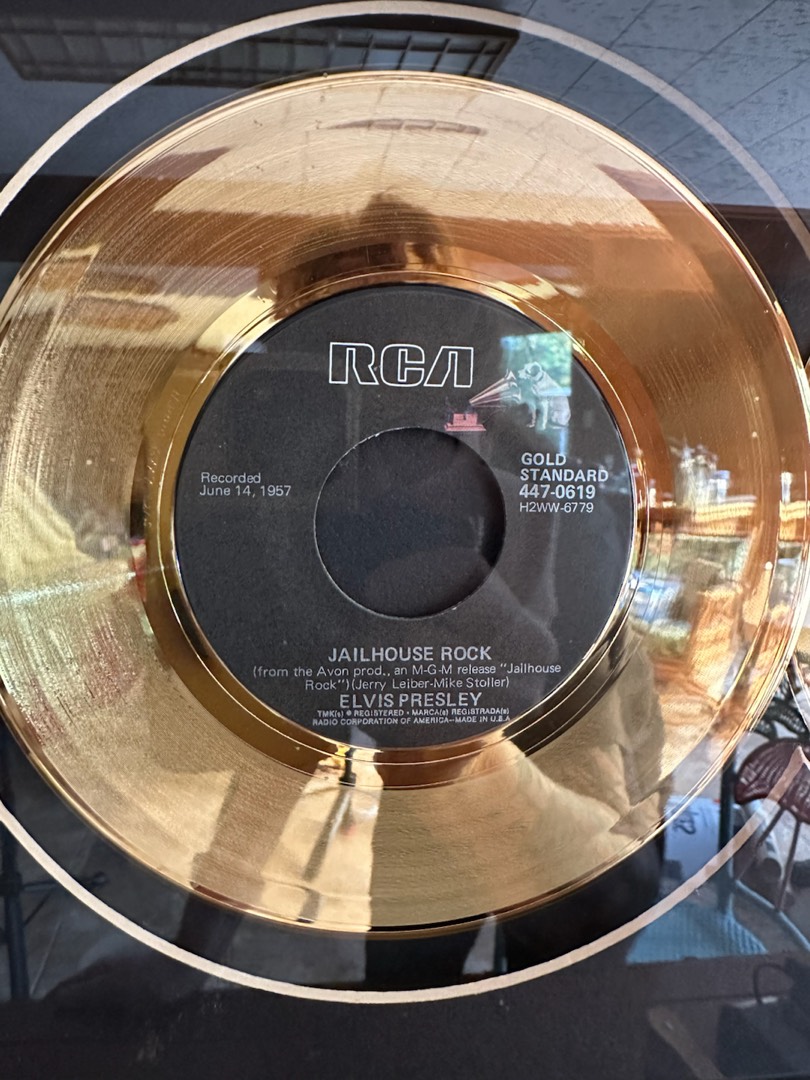 RCA
Recorded
June 14, 1957
GOLD
STANDARD
447-0619
H2WW-6779
JAILHOUSE ROCK
(from the Avon prod., an M-G-M release "Jailhouse
Rock") (Jerry Leiber-Mike Stoller)
ELVIS PRESLEY
TMK(s) ® REGISTERED • MARCA(s) REGISTRADA(s)
RADIO CORPORATION OF AMERICA—MADE IN U.S.A.